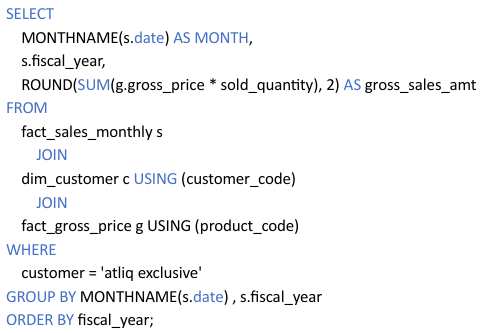 SELECT
MONTHNAME(s.date) AS MONTH,
s.fiscal_year,
ROUND(SUM(g.gross_price * sold_quantity), 2) AS gross_sales_amt
FROM
fact_sales_monthly s
JOIN
dim_customer c USING (customer_code)
JOIN
fact_gross_price g USING (product_code)
WHERE
customer = 'atliq exclusive'
GROUP BY MONTHNAME(s.date) , s.fiscal_year
ORDER BY fiscal_year;